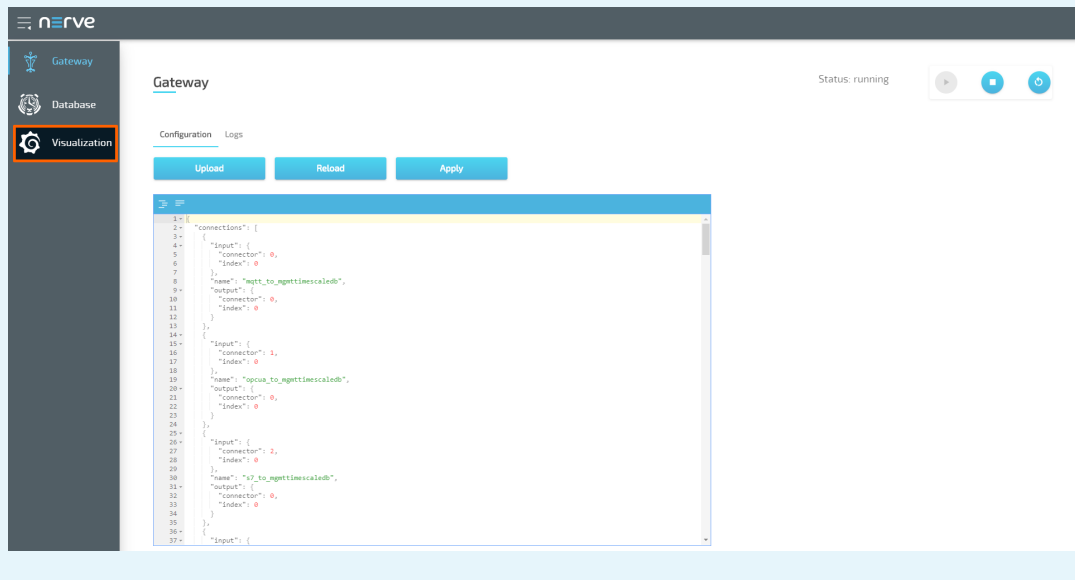 nerve
Gateway
Database
Visualization
Gateway
Status: running
Configuration Logs
Upload Reload Apply
1 {
2 "connections": [
3 {
4 "input": {
5 "connector": 0,
6 "index": 0
7 },
8 "name": "mqtt_to_mgmttimescaledb",
9 "output": {
10 "connector": 0,
11 "index": 0
12 }
13 },
14 {
15 "input": {
16 "connector": 1,
17 "index": 0
18 },
19 "name": "opcua_to_mgmttimescaledb",
20 "output": {
21 "connector": 0,
22 "index": 0
23 }
24 },
25 {
26 "input": {
27 "connector": 2,
28 "index": 0
29 },
30 "name": "s7_to_mgmttimescaledb",
31 "output": {
32 "connector": 0,
33 "index": 0
34 }
35 },
36 {
37 "input": {